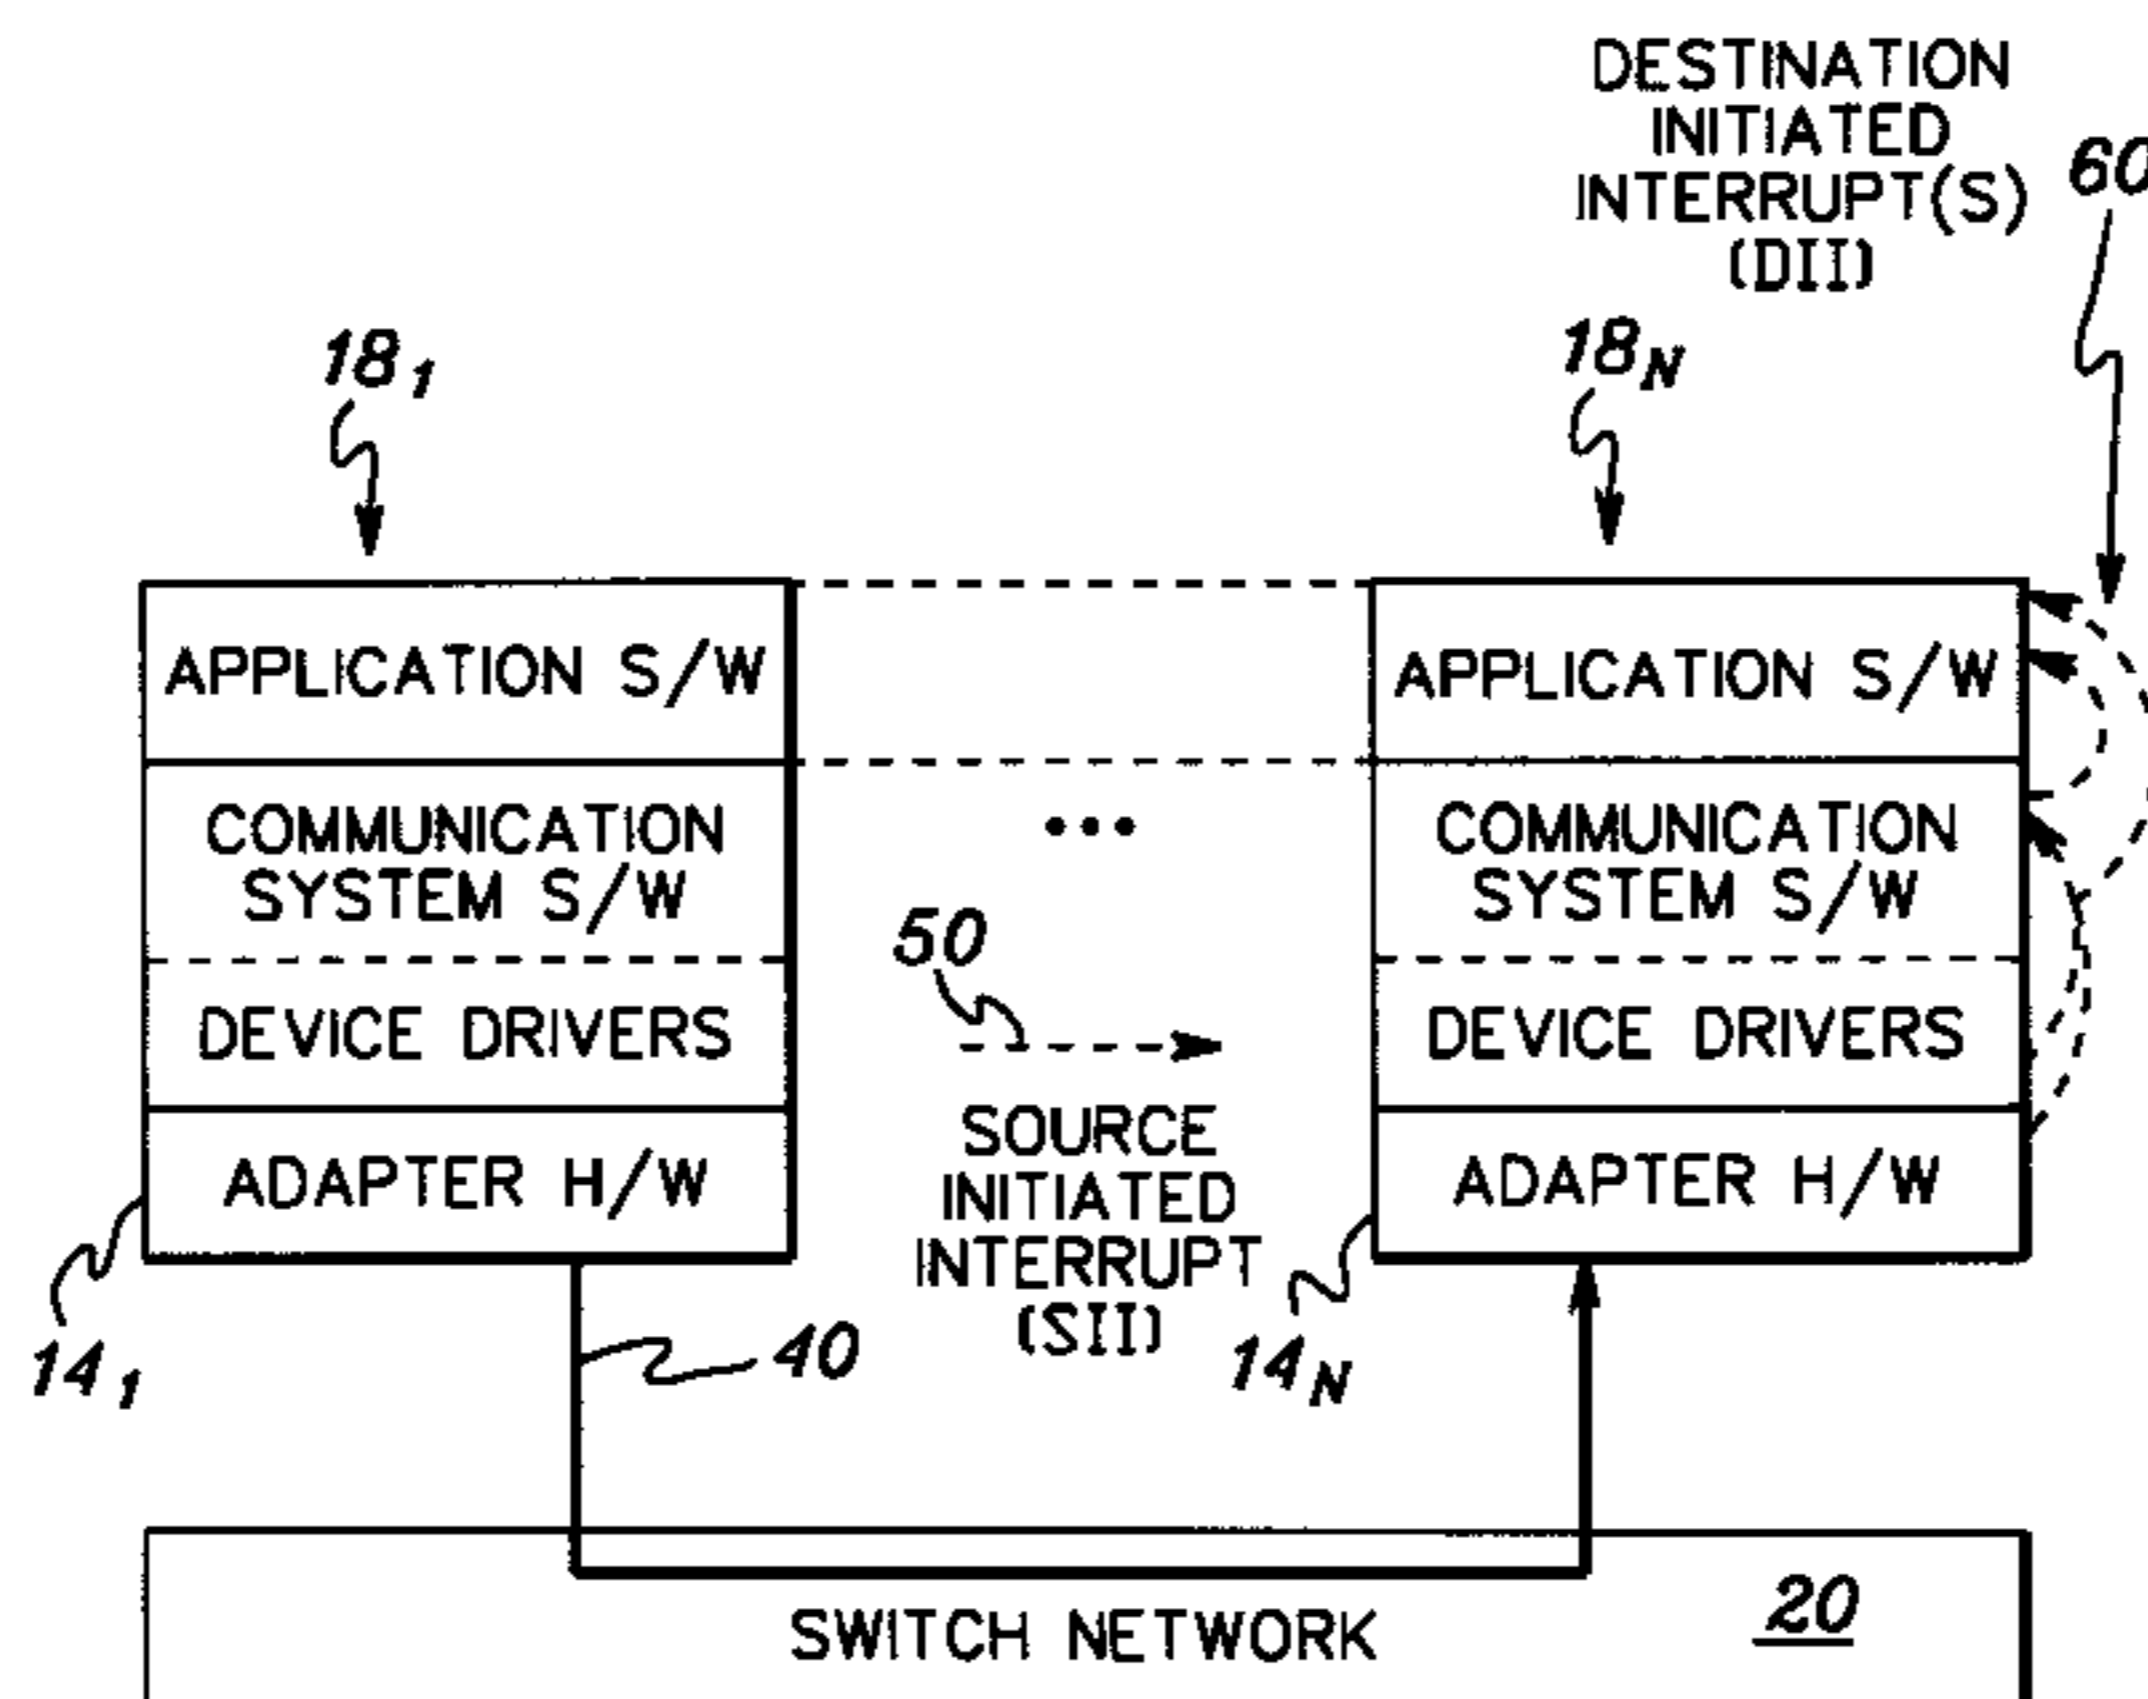 DESTINATION
INITIATED
INTERRUPT(S)
(DII)
60
18₁
18N
APPLICATION S/W
APPLICATION S/W
COMMUNICATION
SYSTEM S/W
...
COMMUNICATION
SYSTEM S/W
50
DEVICE DRIVERS
DEVICE DRIVERS
SOURCE
INITIATED
INTERRUPT
(SII)
ADAPTER H/W
ADAPTER H/W
14₁
40
14N
SWITCH NETWORK
20